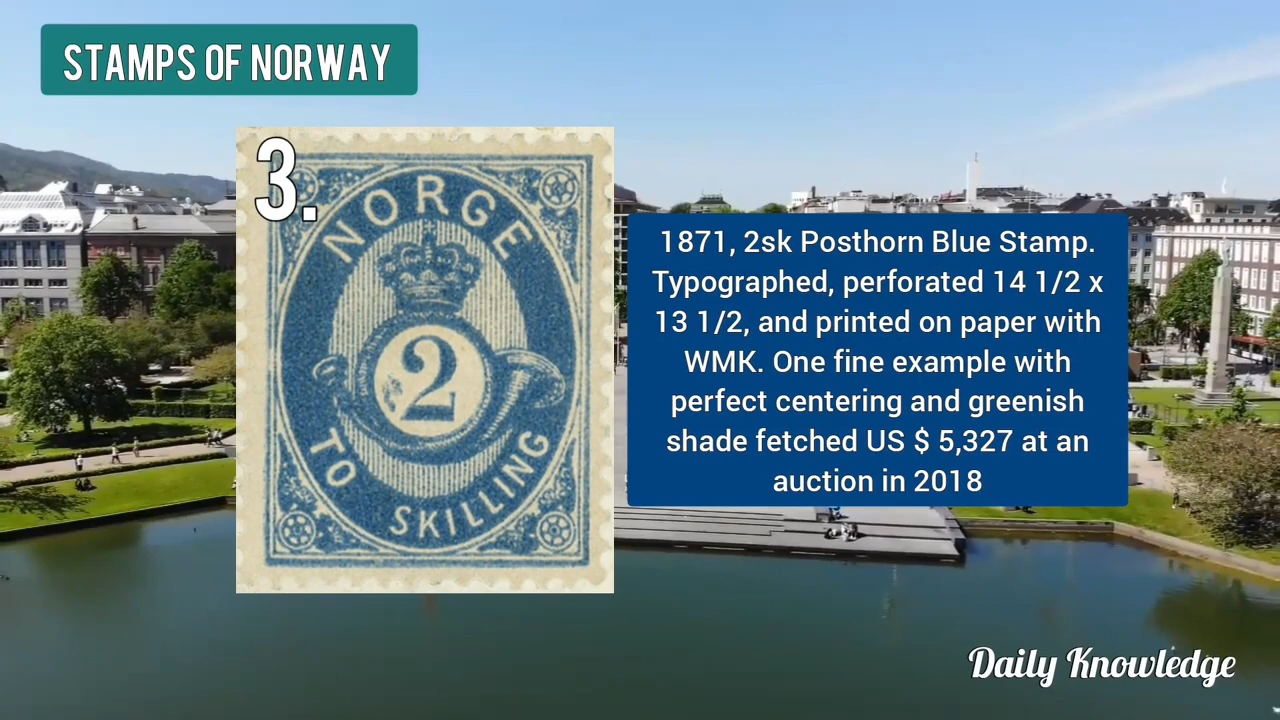 STAMPS OF NORWAY
3.
NORGE
2
TO SKILLING
1871, 2sk Posthorn Blue Stamp.
Typographed, perforated 14 1/2 x
13 1/2, and printed on paper with
WMK. One fine example with
perfect centering and greenish
shade fetched US $ 5,327 at an
auction in 2018
Daily Knowledge